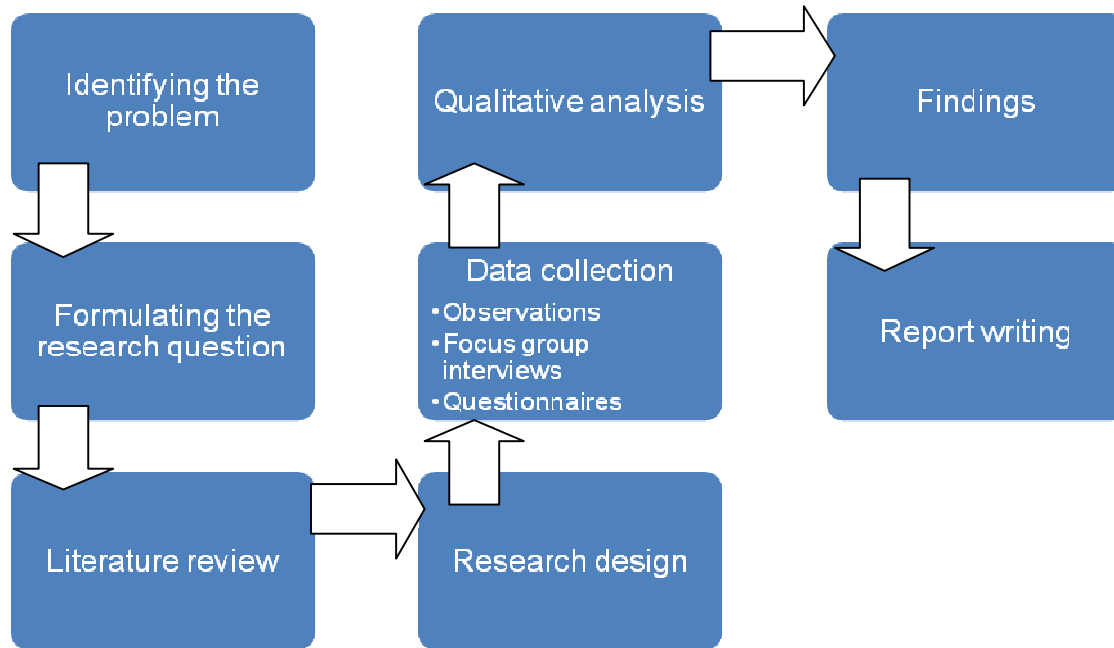 Identifying the
problem
Formulating the
research question
Literature review
Research design
Data collection
• Observations
• Focus group
interviews
• Questionnaires
Qualitative analysis
Findings
Report writing